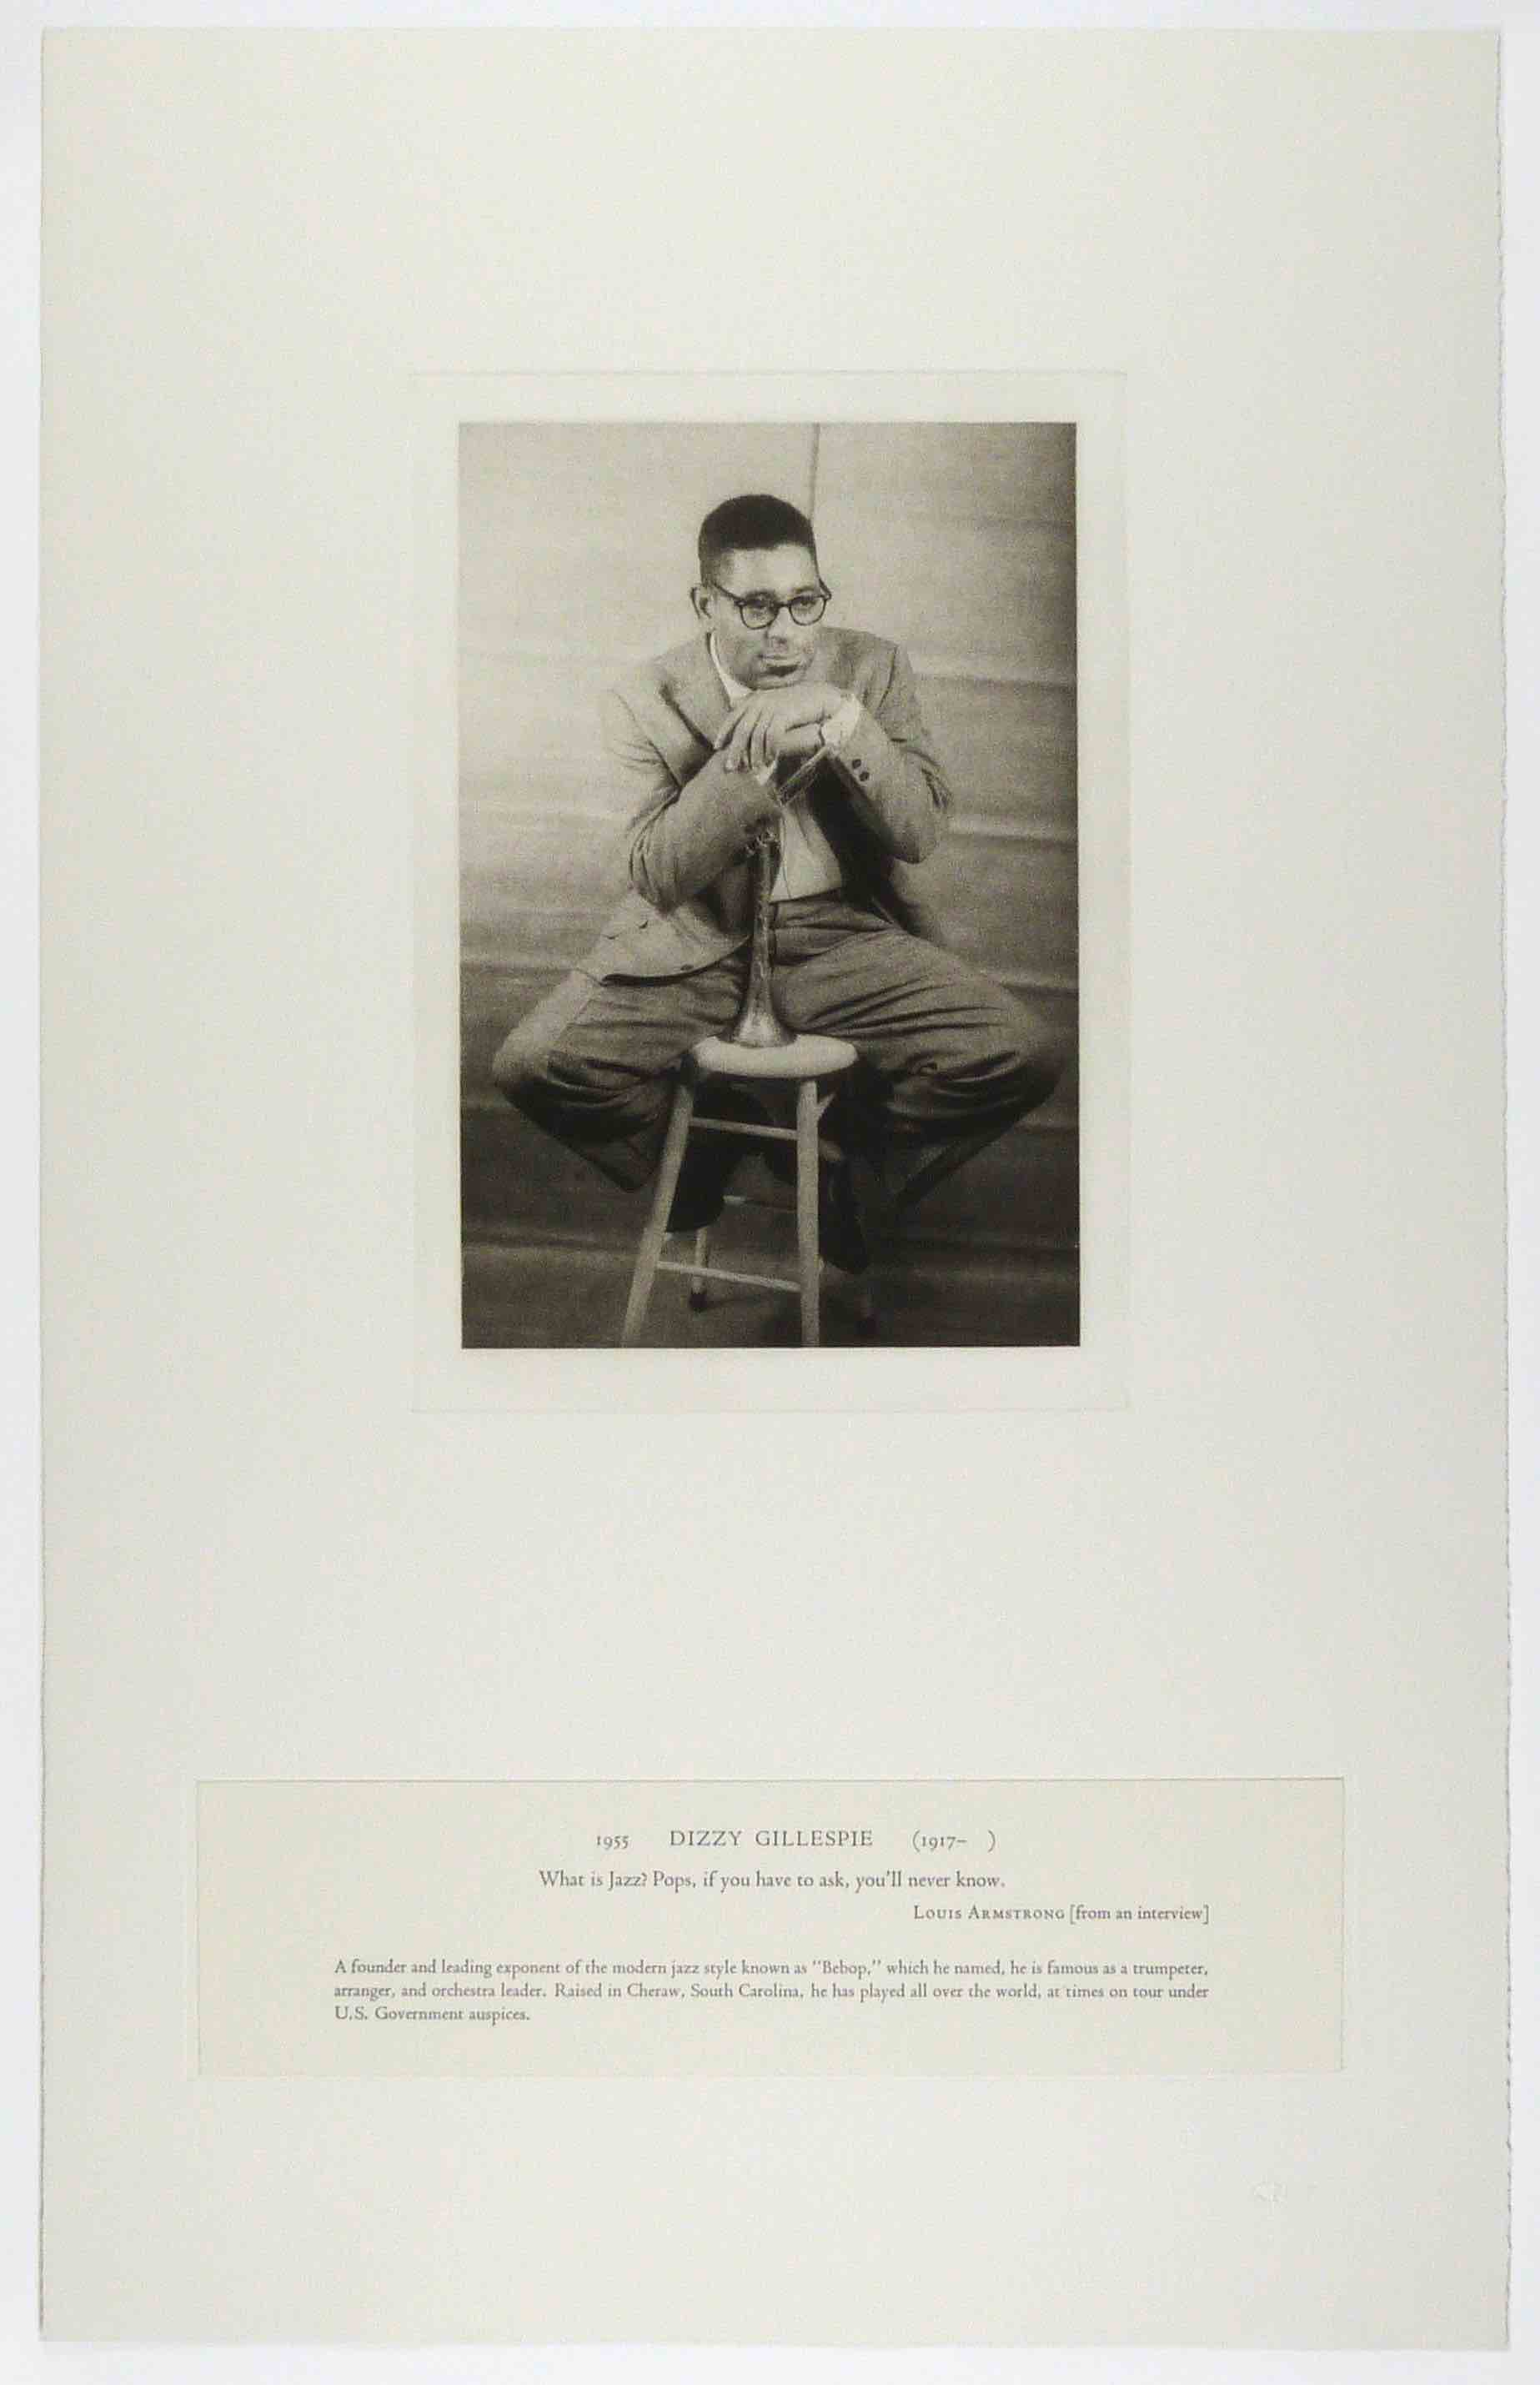 1955 DIZZY GILLESPIE (1917– )
What is Jazz? Pops, if you have to ask, you'll never know.
LOUIS ARMSTRONG [from an interview]
A founder and leading exponent of the modern jazz style known as "Bebop," which he named, he is famous as a trumpeter,
arranger, and orchestra leader. Raised in Cheraw, South Carolina, he has played all over the world, at times on tour under
U.S. Government auspices.